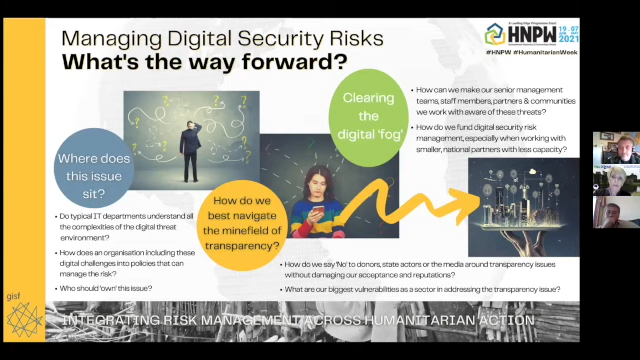 Managing Digital Security Risks
What's the way forward?
A Leading Edge Programme Event
HNPW
2021
#HNPW #HumanitarianWeek
Where does
this issue
sit?
Do typical IT departments understand all
the complexities of the digital threat
environment?
How does an organisation including these
digital challenges into policies that can
manage the risk?
Who should 'own' this issue?
How do we
best navigate
the minefield of
transparency?
How do we say 'No' to donors, state actors or the media around transparency issues
without damaging our acceptance and reputations?
What are our biggest vulnerabilities as a sector in addressing the transparency issue?
Clearing
the
digital 'fog'
How can we make our senior management
teams, staff members, partners & communities
we work with aware of these threats?
How do we fund digital security risk
management, especially when working with
smaller, national partners with less capacity?
gisf
INTEGRATING RISK MANAGEMENT ACROSS HUMANITARIAN ACTION